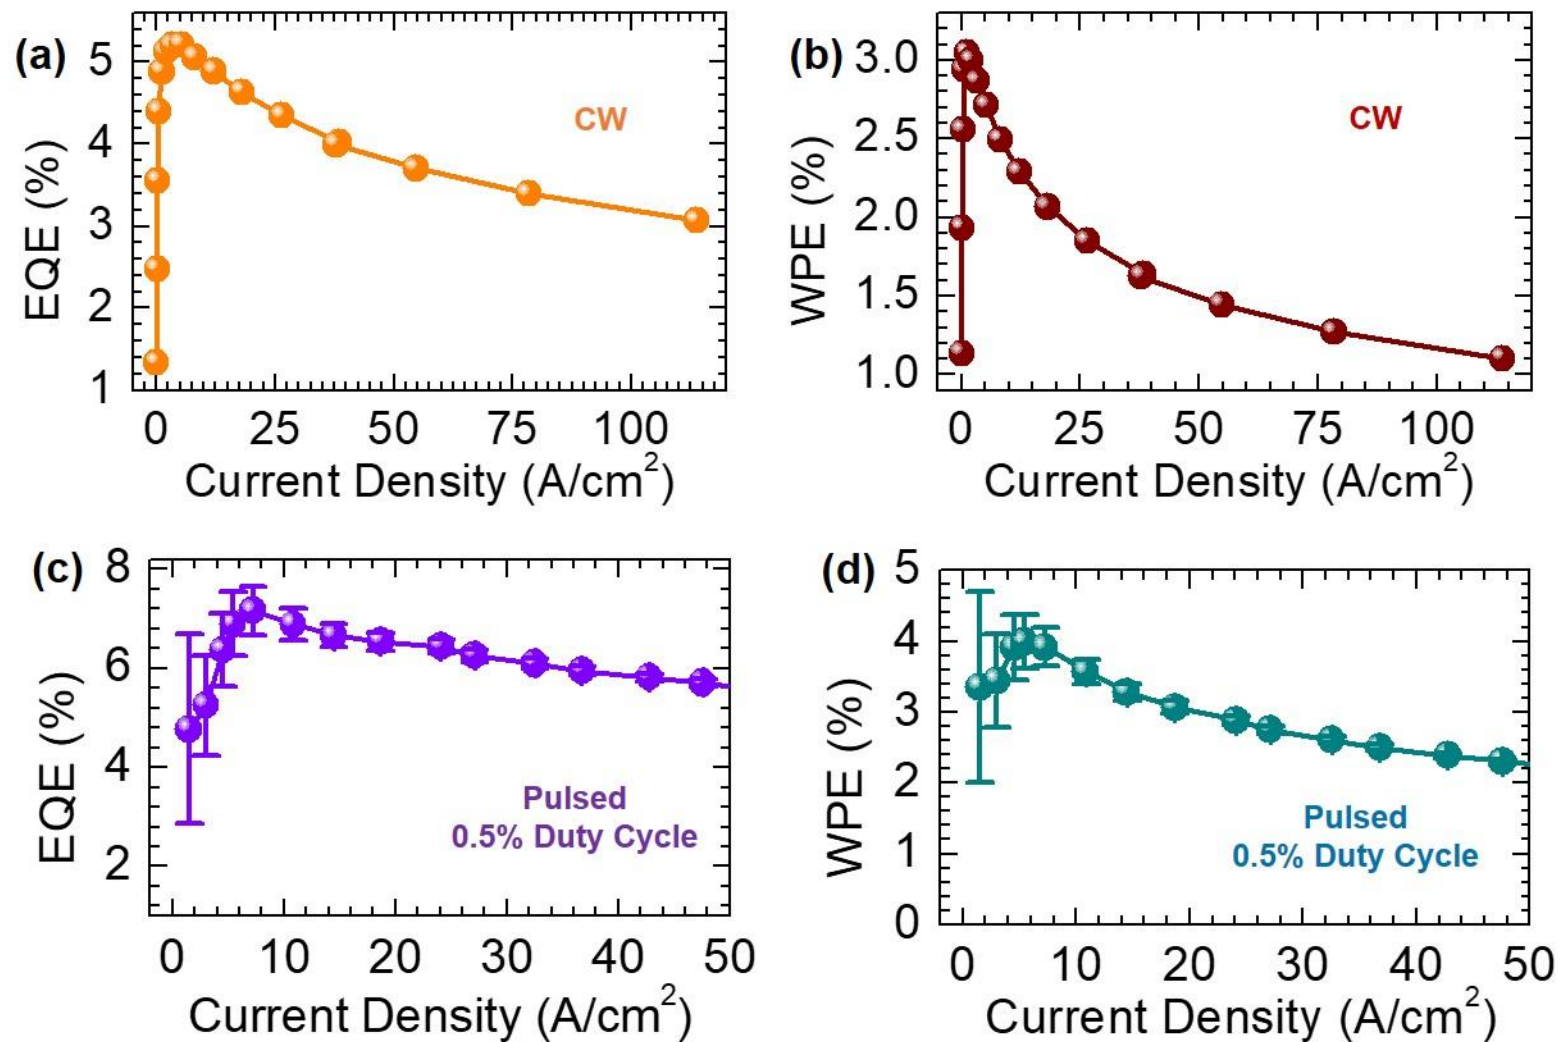 (a)
EQE (%)
5
4
3
2
1
CW
0 25 50 75 100
Current Density (A/cm²)
(b)
WPE (%)
3.0
2.5
2.0
1.5
1.0
CW
0 25 50 75 100
Current Density (A/cm²)
(c)
EQE (%)
8
6
4
2
Pulsed
0.5% Duty Cycle
0 10 20 30 40 50
Current Density (A/cm²)
(d)
WPE (%)
5
4
3
2
1
0
Pulsed
0.5% Duty Cycle
0 10 20 30 40 50
Current Density (A/cm²)